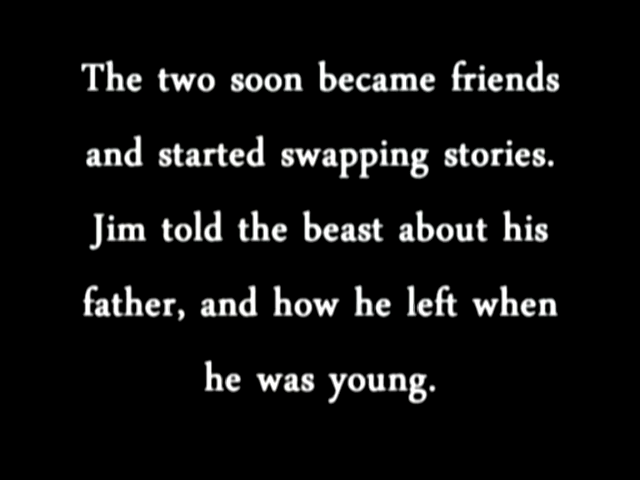 The two soon became friends
and started swapping stories.
Jim told the beast about his
father, and how he left when
he was young.